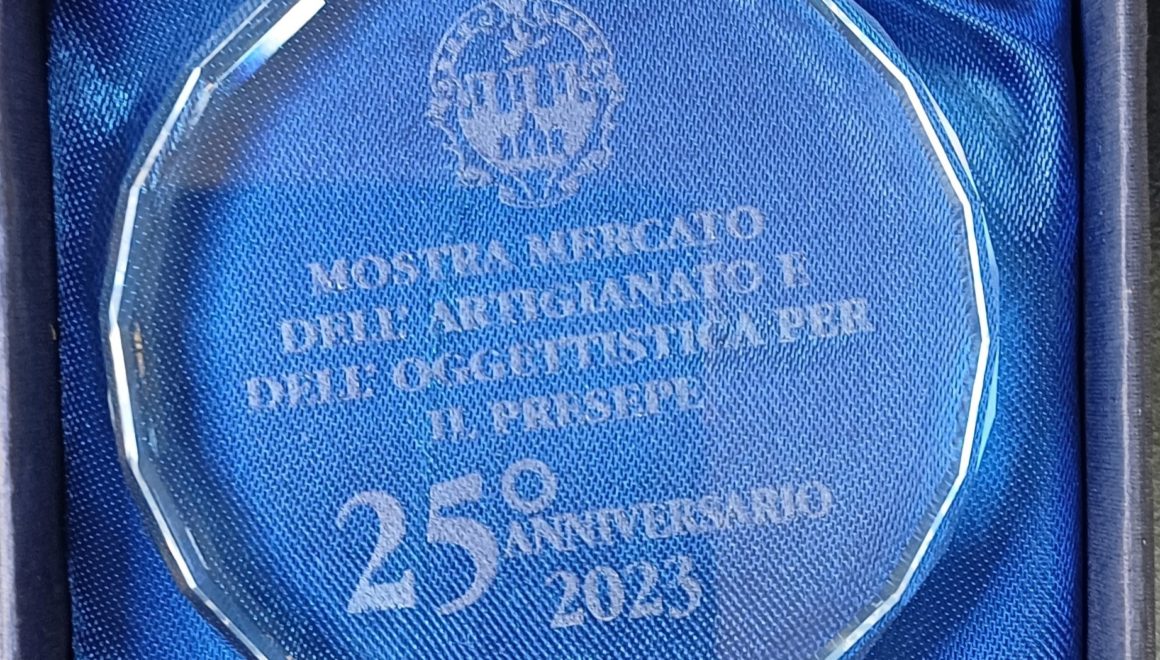 MOSTRA MERCATO
DELL' ARTIGIANATO E
DELL' OGGETTISTICA PER
IL PRESEPE
25°
ANNIVERSARIO
2023